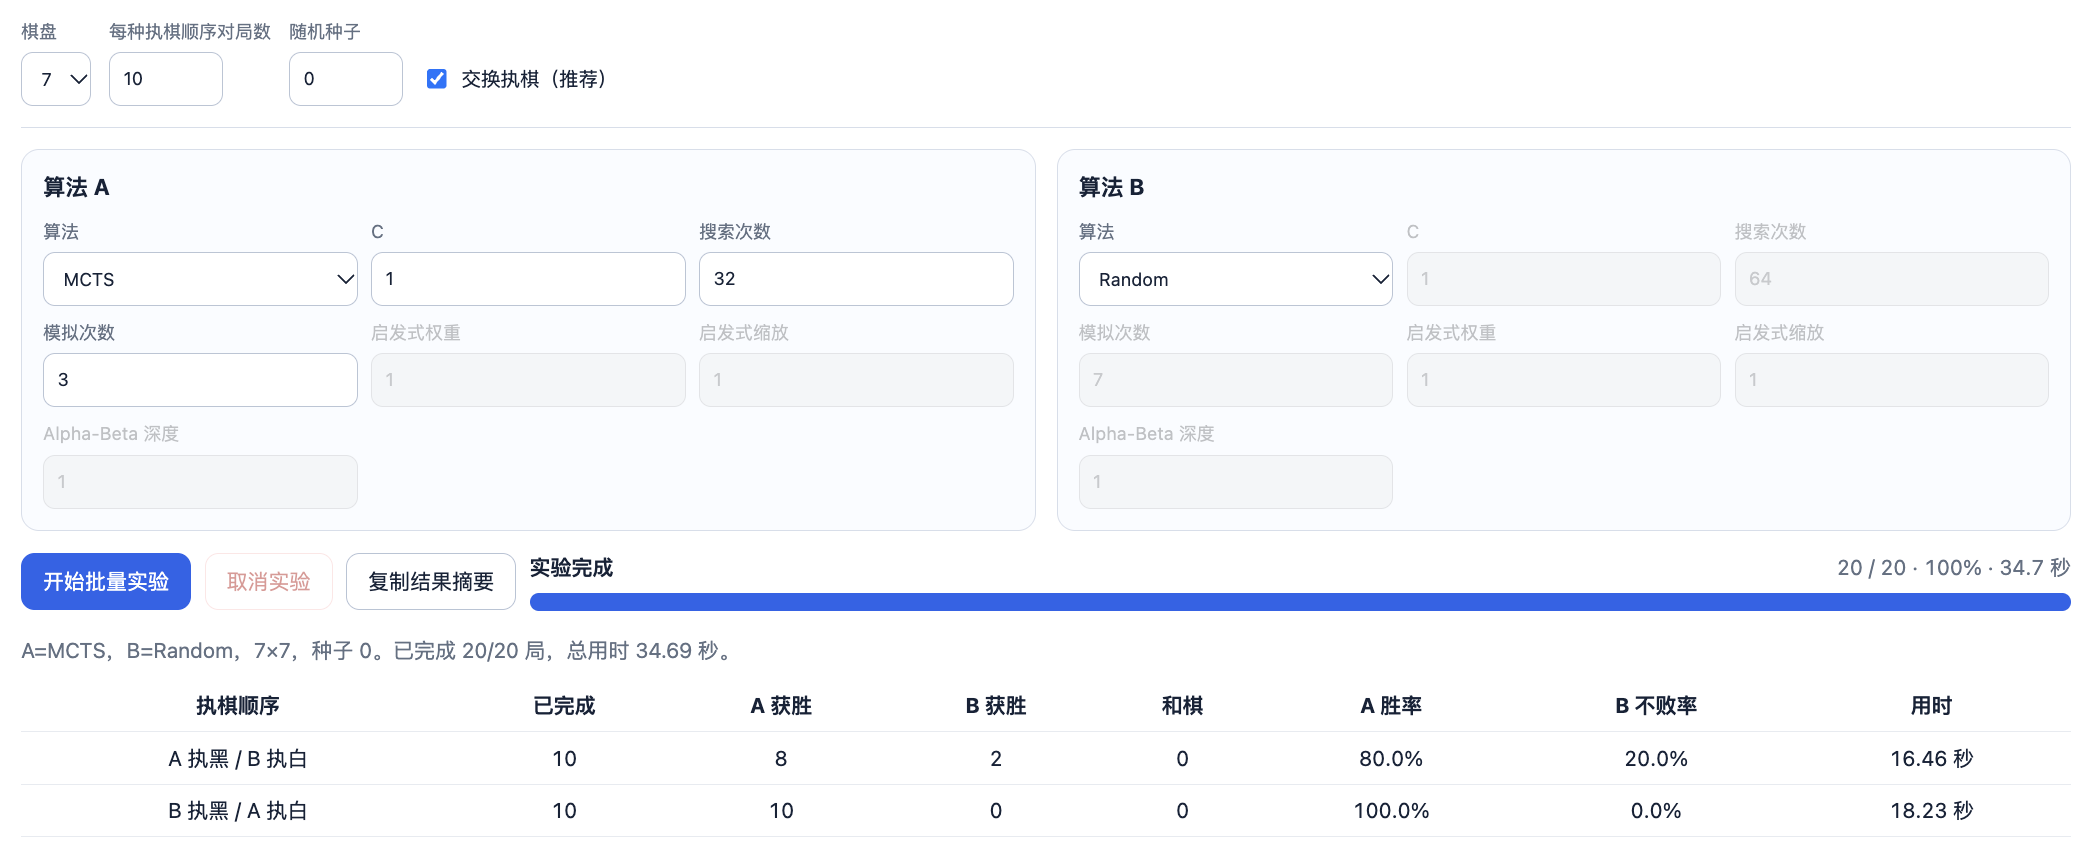 棋盘 每种执棋顺序对局数 随机种子
7 10 0 交换执棋（推荐）
算法 A
算法 C 搜索次数
MCTS 1 32
模拟次数 启发式权重 启发式缩放
3 1 1
Alpha-Beta 深度
1
算法 B
算法 C 搜索次数
Random 1 64
模拟次数 启发式权重 启发式缩放
7 1 1
Alpha-Beta 深度
1
开始批量实验 取消实验 复制结果摘要
实验完成 20 / 20 · 100% · 34.7 秒
A=MCTS，B=Random，7×7，种子 0。已完成 20/20 局，总用时 34.69 秒。
执棋顺序 已完成 A 获胜 B 获胜 和棋 A 胜率 B 不败率 用时
A 执黑 / B 执白 10 8 2 0 80.0% 20.0% 16.46 秒
B 执黑 / A 执白 10 10 0 0 100.0% 0.0% 18.23 秒